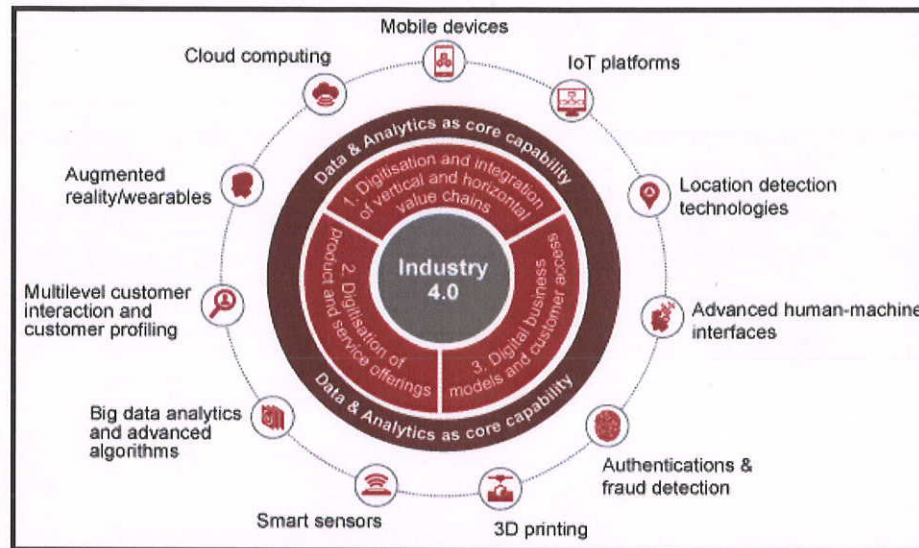 Mobile devices
Cloud computing
IoT platforms
Data & Analytics as core capability
1. Digitisation and integration
of vertical and horizontal
value chains
Augmented
reality/wearables
Location detection
technologies
Industry
4.0
2. Digitisation of
product and service offerings
3. Digital business
models and customer access
Multilevel customer
interaction and
customer profiling
Advanced human-machine
interfaces
Data & Analytics as core capability
Big data analytics
and advanced
algorithms
Authentications &
fraud detection
Smart sensors
3D printing